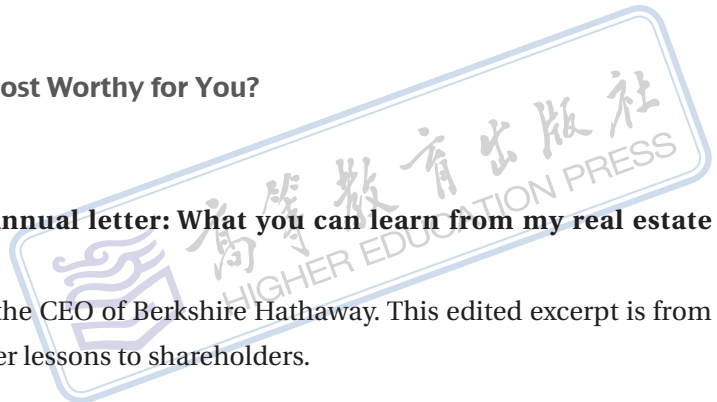 ost Worthy for You?
nnual letter: What you can learn from my real estate
the CEO of Berkshire Hathaway. This edited excerpt is from
er lessons to shareholders.
高等教育出版社
HIGHER EDUCATION PRESS